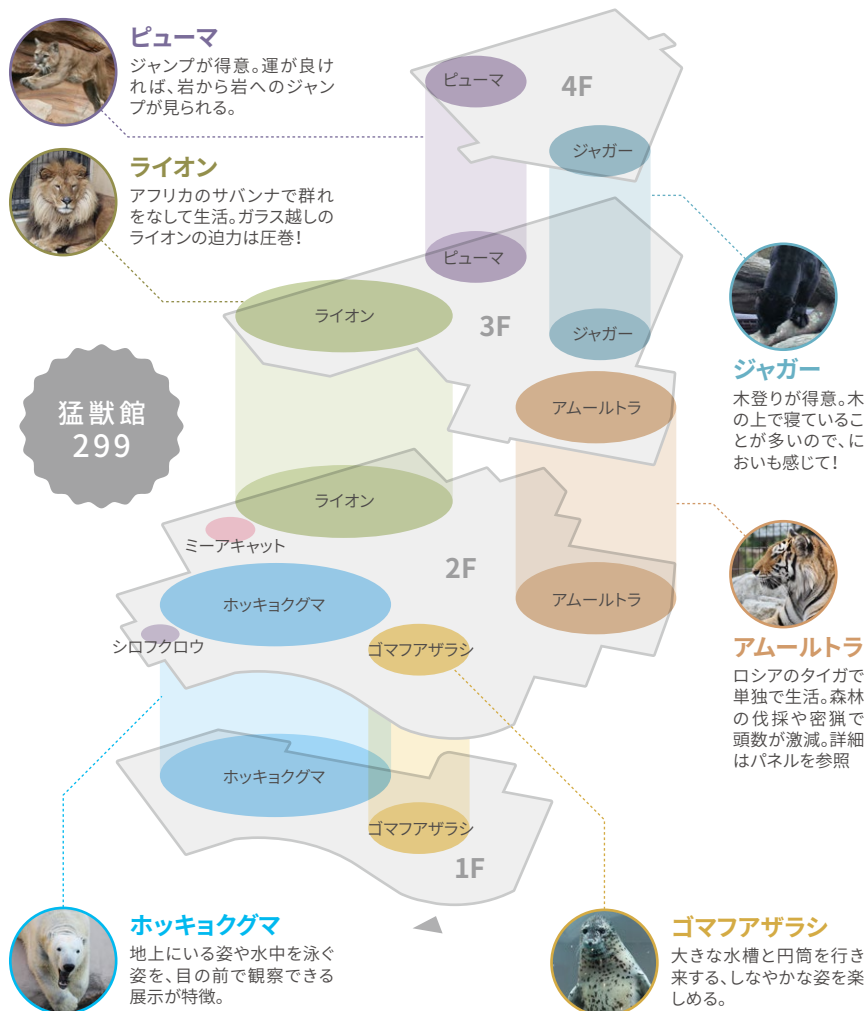 ピューマ
ジャンプが得意。運が良け
れば、岩から岩へのジャン
プが見られる。
ライオン
アフリカのサバンナで群れ
をなして生活。ガラス越しの
ライオンの迫力は圧巻！
猛獣館
299
ピューマ
4F
ジャガー
ピューマ
ライオン
3F
ジャガー
アムールトラ
ライオン
ミーアキャット
2F
ホッキョクグマ
アムールトラ
シロフクロウ
ゴマフアザラシ
ホッキョクグマ
ゴマフアザラシ
1F
ジャガー
木登りが得意。木
の上で寝ているこ
とが多いので、に
おいも感じて！
アムールトラ
ロシアのタイガで
単独で生活。森林
の伐採や密猟で
頭数が激減。詳細
はパネルを参照
ホッキョクグマ
地上にいる姿や水中を泳ぐ
姿を、目の前で観察できる
展示が特徴。
ゴマフアザラシ
大きな水槽と円筒を行き
来する、しなやかな姿を楽
しめる。